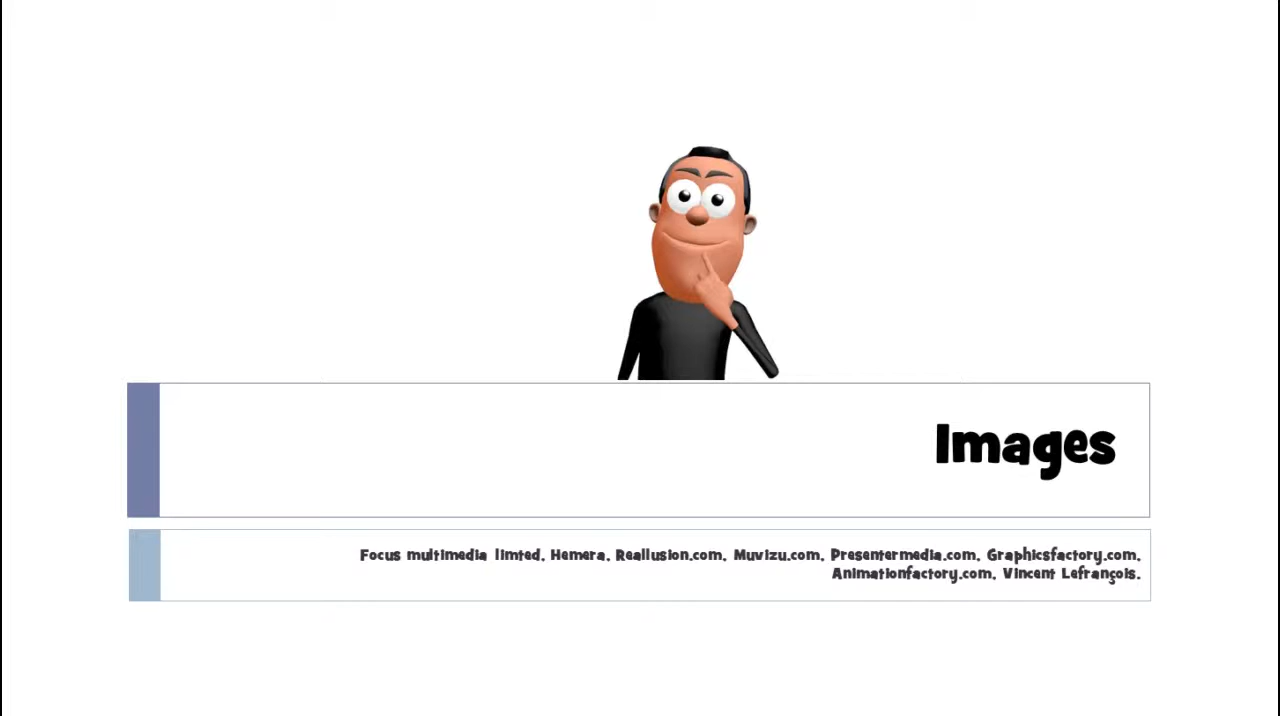 Images
Focus multimedia limted, Hemera, Reallusion.com, Muvizu.com, Presentermedia.com, Graphicsfactory.com,
Animationfactory.com, Vincent Lefrançois.